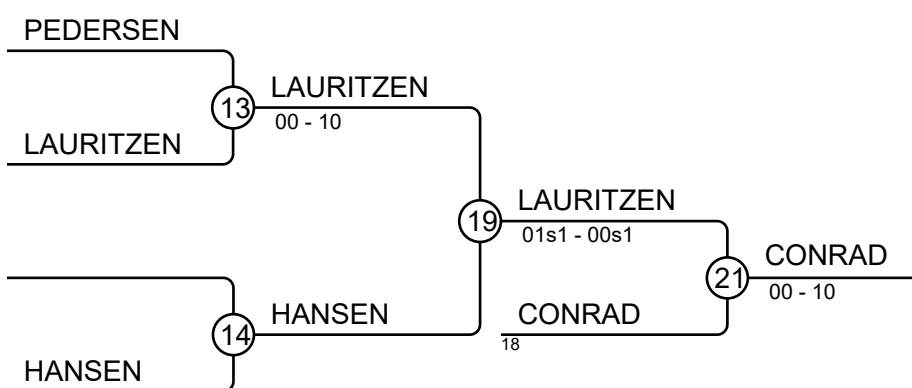 PEDERSEN
13
LAURITZEN
00 - 10
LAURITZEN
19
LAURITZEN
01s1 - 00s1
21
CONRAD
00 - 10
14
HANSEN
CONRAD
18
HANSEN